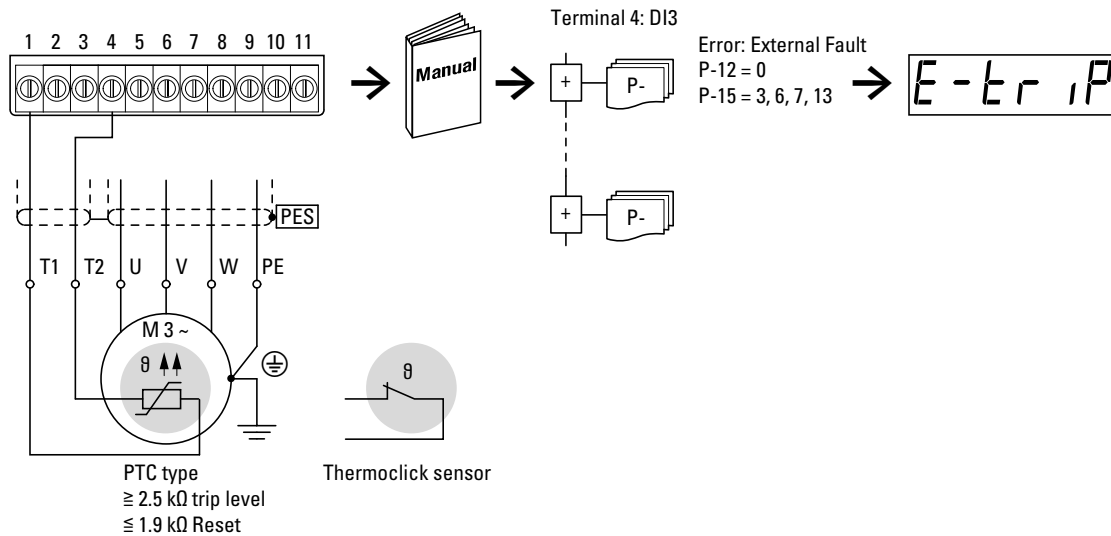 1 2 3 4 5 6 7 8 9 10 11
Manual
Terminal 4: DI3
+
P-
+
P-
Error: External Fault
P-12 = 0
P-15 = 3, 6, 7, 13
E-triP
PES
T1 T2 U V W PE
M 3 ~
ϑ
ϑ
PTC type
≧ 2.5 kΩ trip level
≦ 1.9 kΩ Reset
Thermoclick sensor